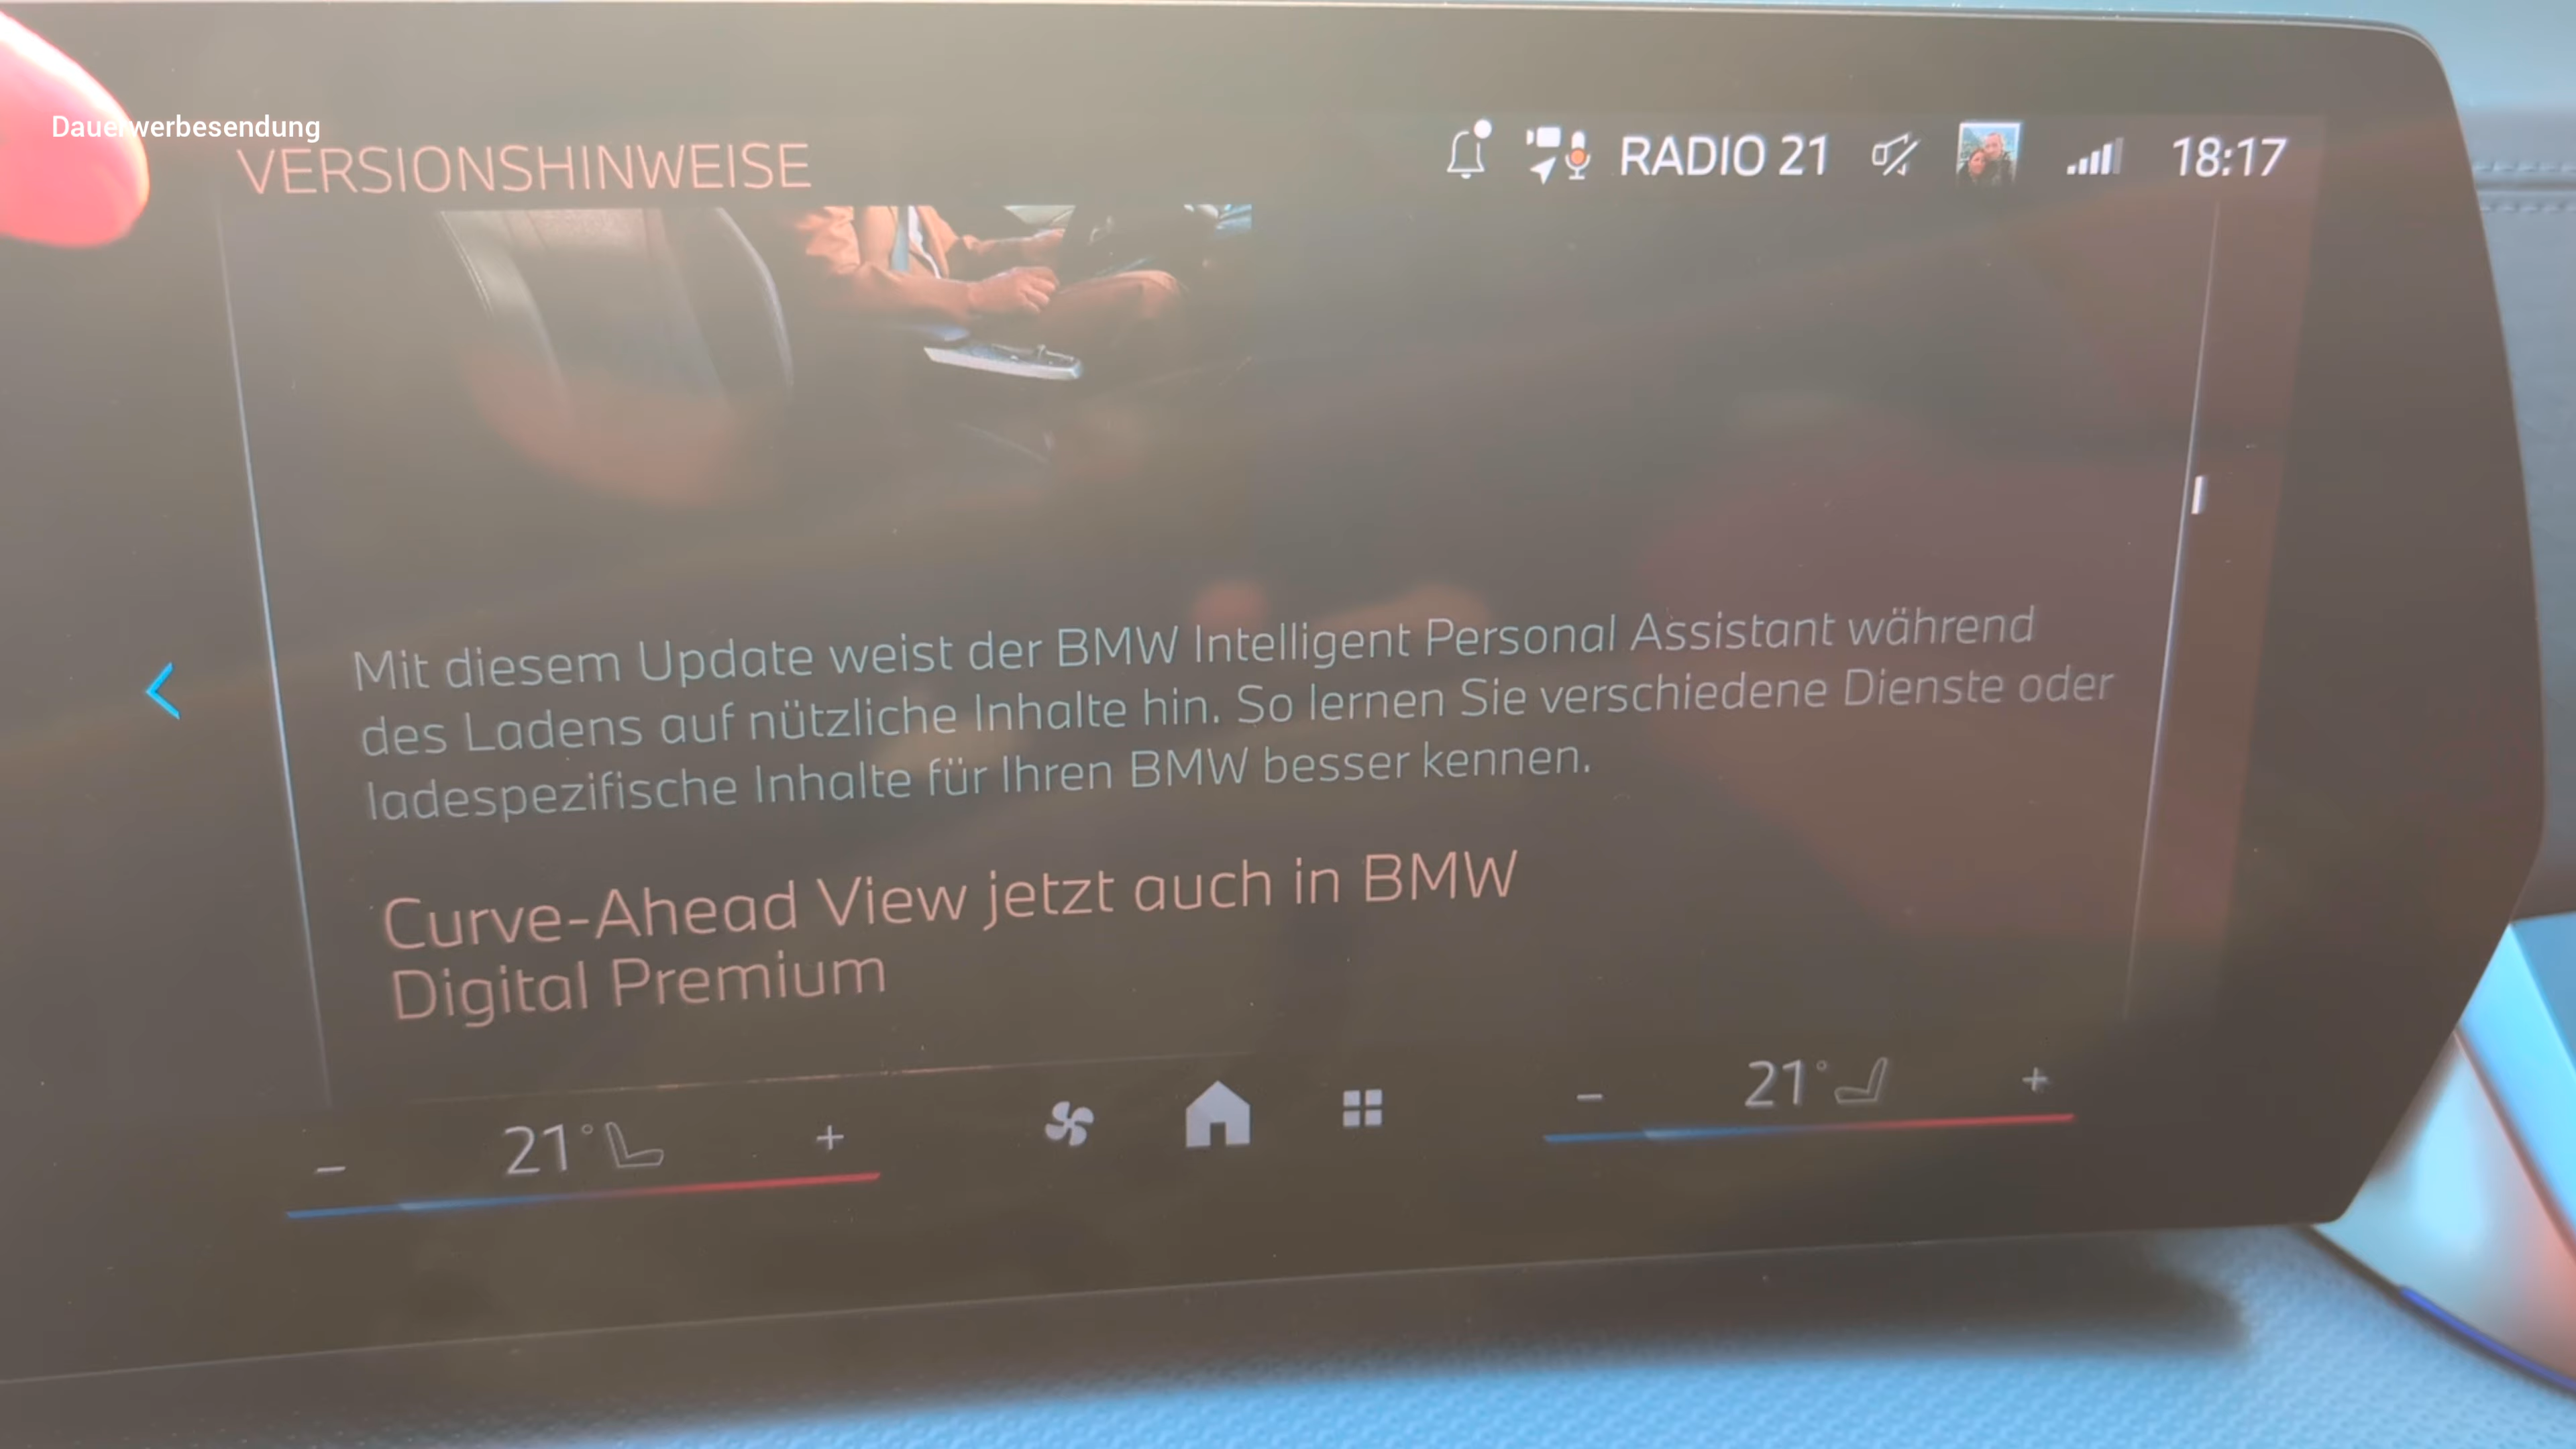 Dauerwerbesendung
VERSIONSHINWEISE
RADIO 21
18:17
Mit diesem Update weist der BMW Intelligent Personal Assistant während
des Ladens auf nützliche Inhalte hin. So lernen Sie verschiedene Dienste oder
ladespezifische Inhalte für Ihren BMW besser kennen.
Curve-Ahead View jetzt auch in BMW
Digital Premium
- 21° +
- 21° +